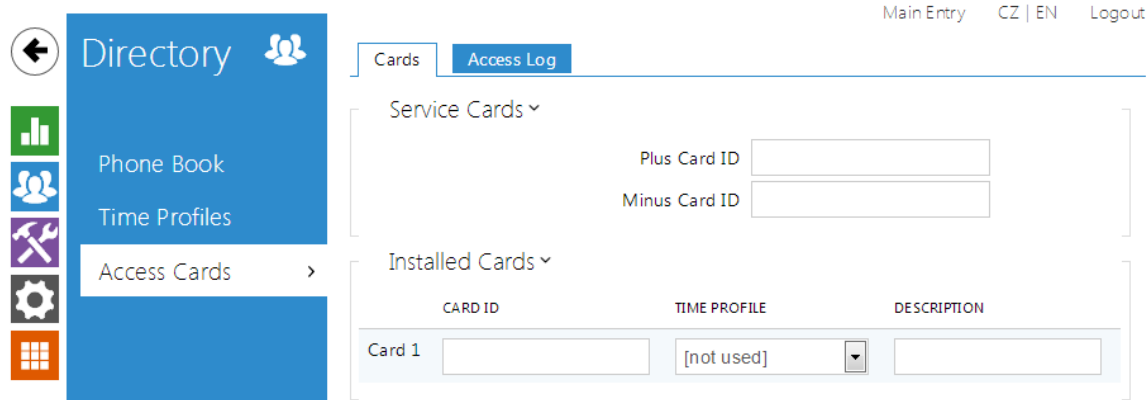 Main Entry CZ | EN Logout
Directory
Cards Access Log
Service Cards
Phone Book
Plus Card ID
Time Profiles
Minus Card ID
Access Cards
Installed Cards
CARD ID TIME PROFILE DESCRIPTION
Card 1 [not used]